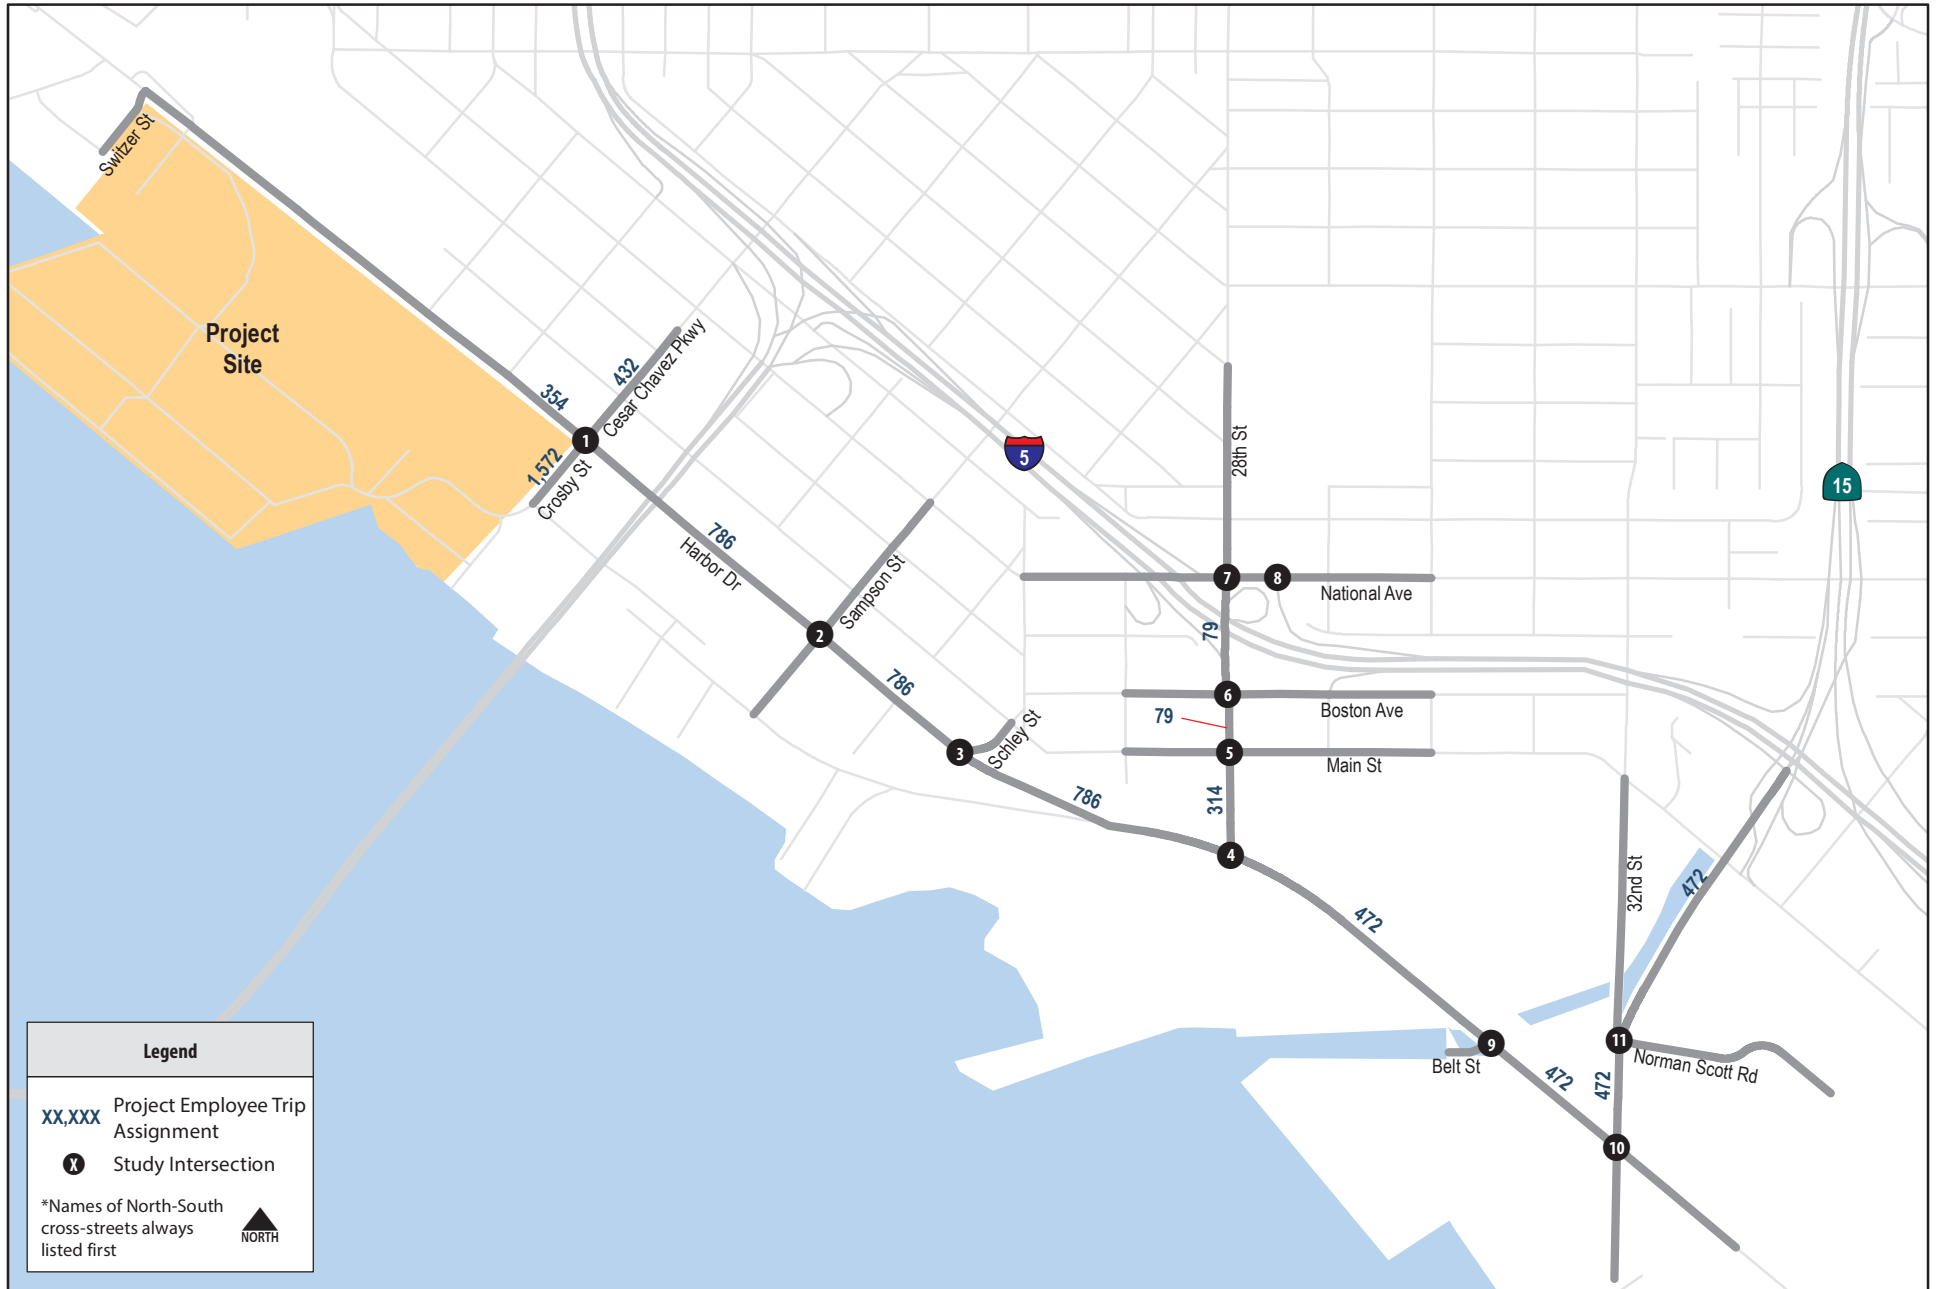 Switzer St
Project
Site
354
432
Cesar Chavez Pkwy
1
1,572
Crosby St
5
28th St
15
786
Harbor Dr
Sampson St
2
7
8
National Ave
79
786
6
Boston Ave
79
Schley St
3
5
Main St
786
314
4
472
32nd St
472
9
Belt St
11
Norman Scott Rd
472
472
10
Legend
XX,XXX
Project Employee Trip
Assignment
X
Study Intersection
*Names of North-South
cross-streets always
listed first
NORTH